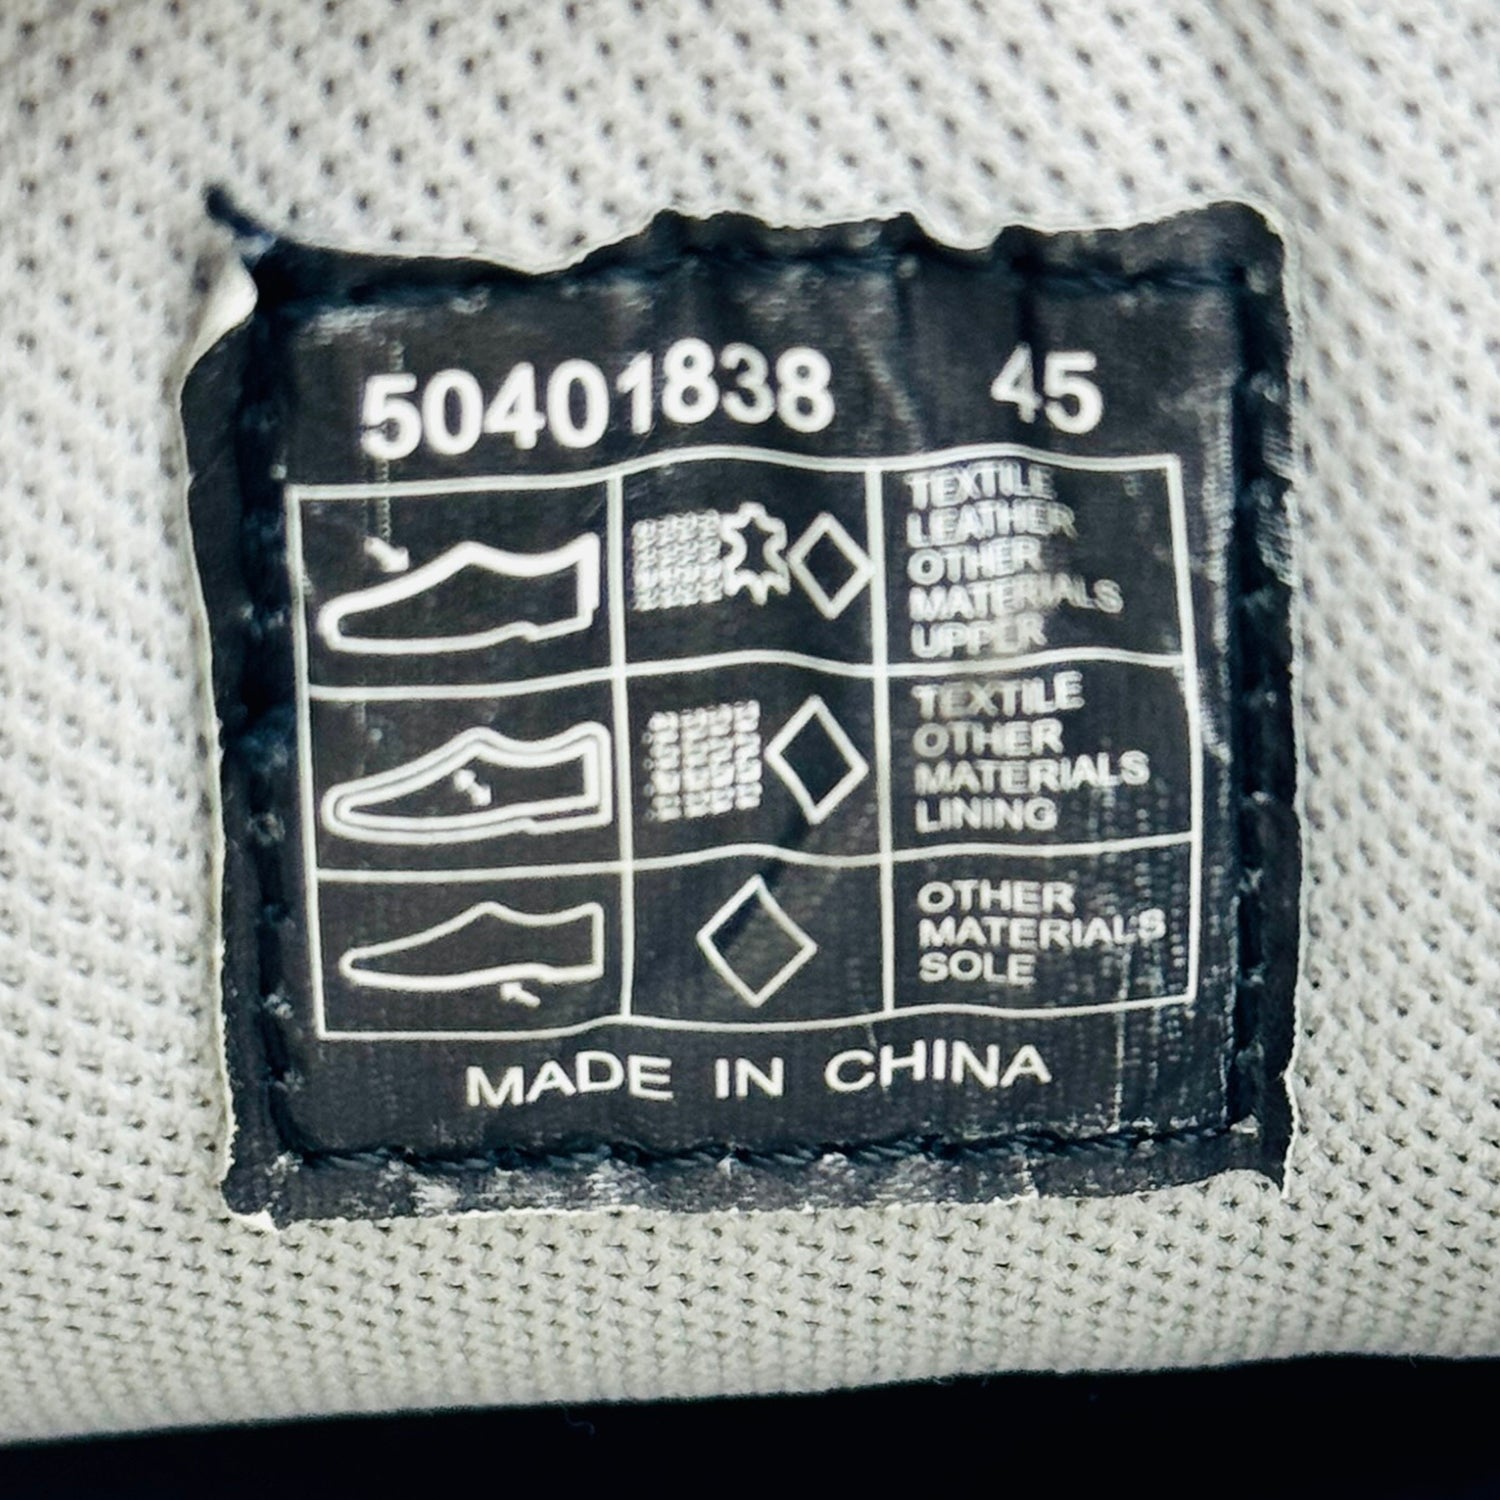 50401838 45
TEXTILE
LEATHER
OTHER
MATERIALS
UPPER
TEXTILE
OTHER
MATERIALS
LINING
OTHER
MATERIALS
SOLE
MADE IN CHINA